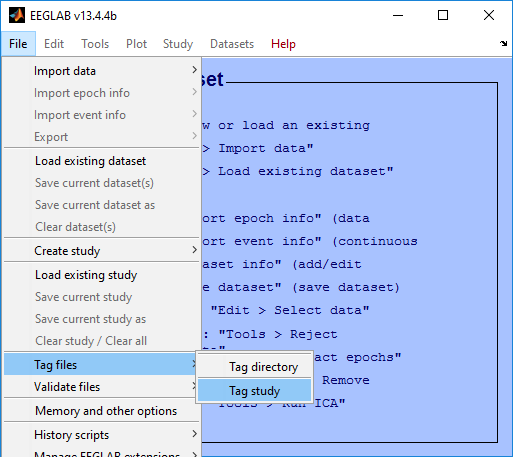 EEGLAB v13.4.4b
File Edit Tools Plot Study Datasets Help
Import data
Import epoch info
Import event info
Export
Load existing dataset
Save current dataset(s)
Save current dataset as
Clear dataset(s)
Create study
Load existing study
Save current study
Save current study as
Clear study / Clear all
Tag files
Validate files
Memory and other options
History scripts
Manage EEGLAB extensions
Tag directory
Tag study
set
w or load an existing
> Import data"
> Load existing dataset"
ort epoch info" (data
ort event info" (continuous
aset info" (add/edit
e dataset" (save dataset)
"Edit > Select data"
: "Tools > Reject
act epochs"
Remove
"Tools > Run ICA"